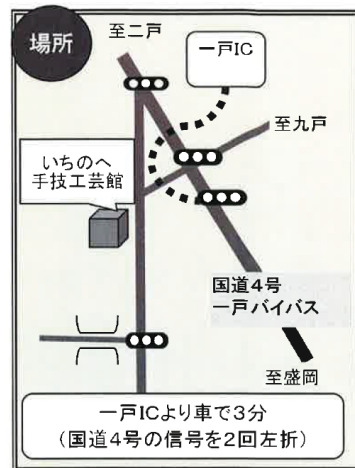 場所
至二戸
一戸IC
至九戸
いちのへ
手技工芸館
国道4号
一戸バイパス
至盛岡
一戸ICより車で3分
（国道4号の信号を2回左折）